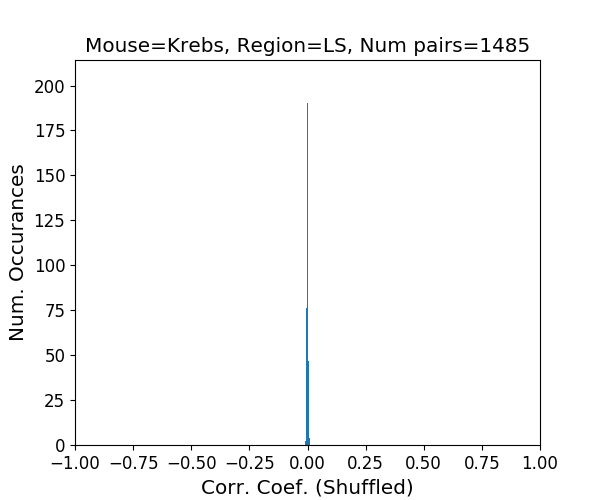 Mouse=Krebs, Region=LS, Num pairs=1485
200
175
150
125
100
75
50
25
0
Num. Occurances
−1.00 −0.75 −0.50 −0.25 0.00 0.25 0.50 0.75 1.00
Corr. Coef. (Shuffled)